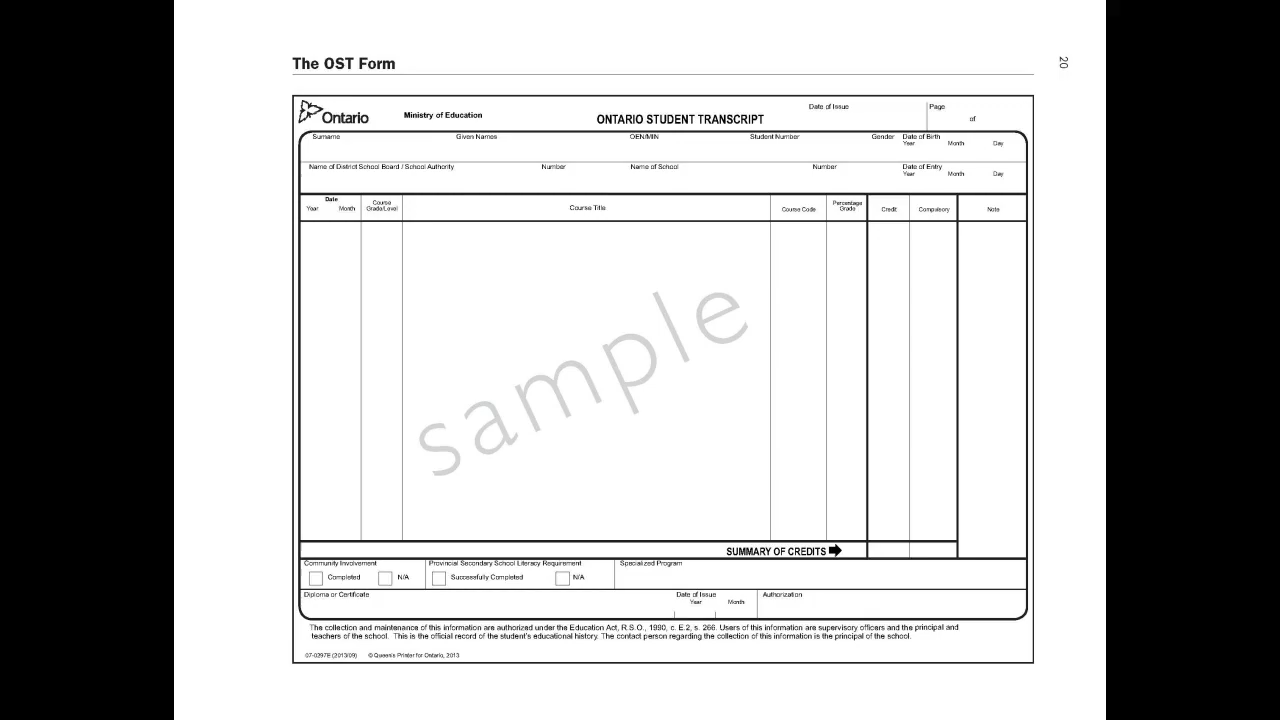 The OST Form
20
Ontario
Ministry of Education
ONTARIO STUDENT TRANSCRIPT
Date of Issue
Page
of
Surname Given Names OEN/MIN Student Number Gender Date of Birth
Year Month Day
Name of District School Board / School Authority Number Name of School Number Date of Entry
Year Month Day
Date
Year Month
Course
Grade/Level
Course Title
Course Code
Percentage
Grade
Credit
Compulsory
Note
sample
SUMMARY OF CREDITS
Community Involvement Provincial Secondary School Literacy Requirement Specialized Program
Completed N/A Successfully Completed N/A
Diploma or Certificate Date of Issue Authorization
Year Month
The collection and maintenance of this information are authorized under the Education Act, R.S.O., 1990, c. E.2, s. 266. Users of this information are supervisory officers and the principal and
teachers of the school. This is the official record of the student's educational history. The contact person regarding the collection of this information is the principal of the school.
07-0297E (2013/09) © Queen's Printer for Ontario, 2013